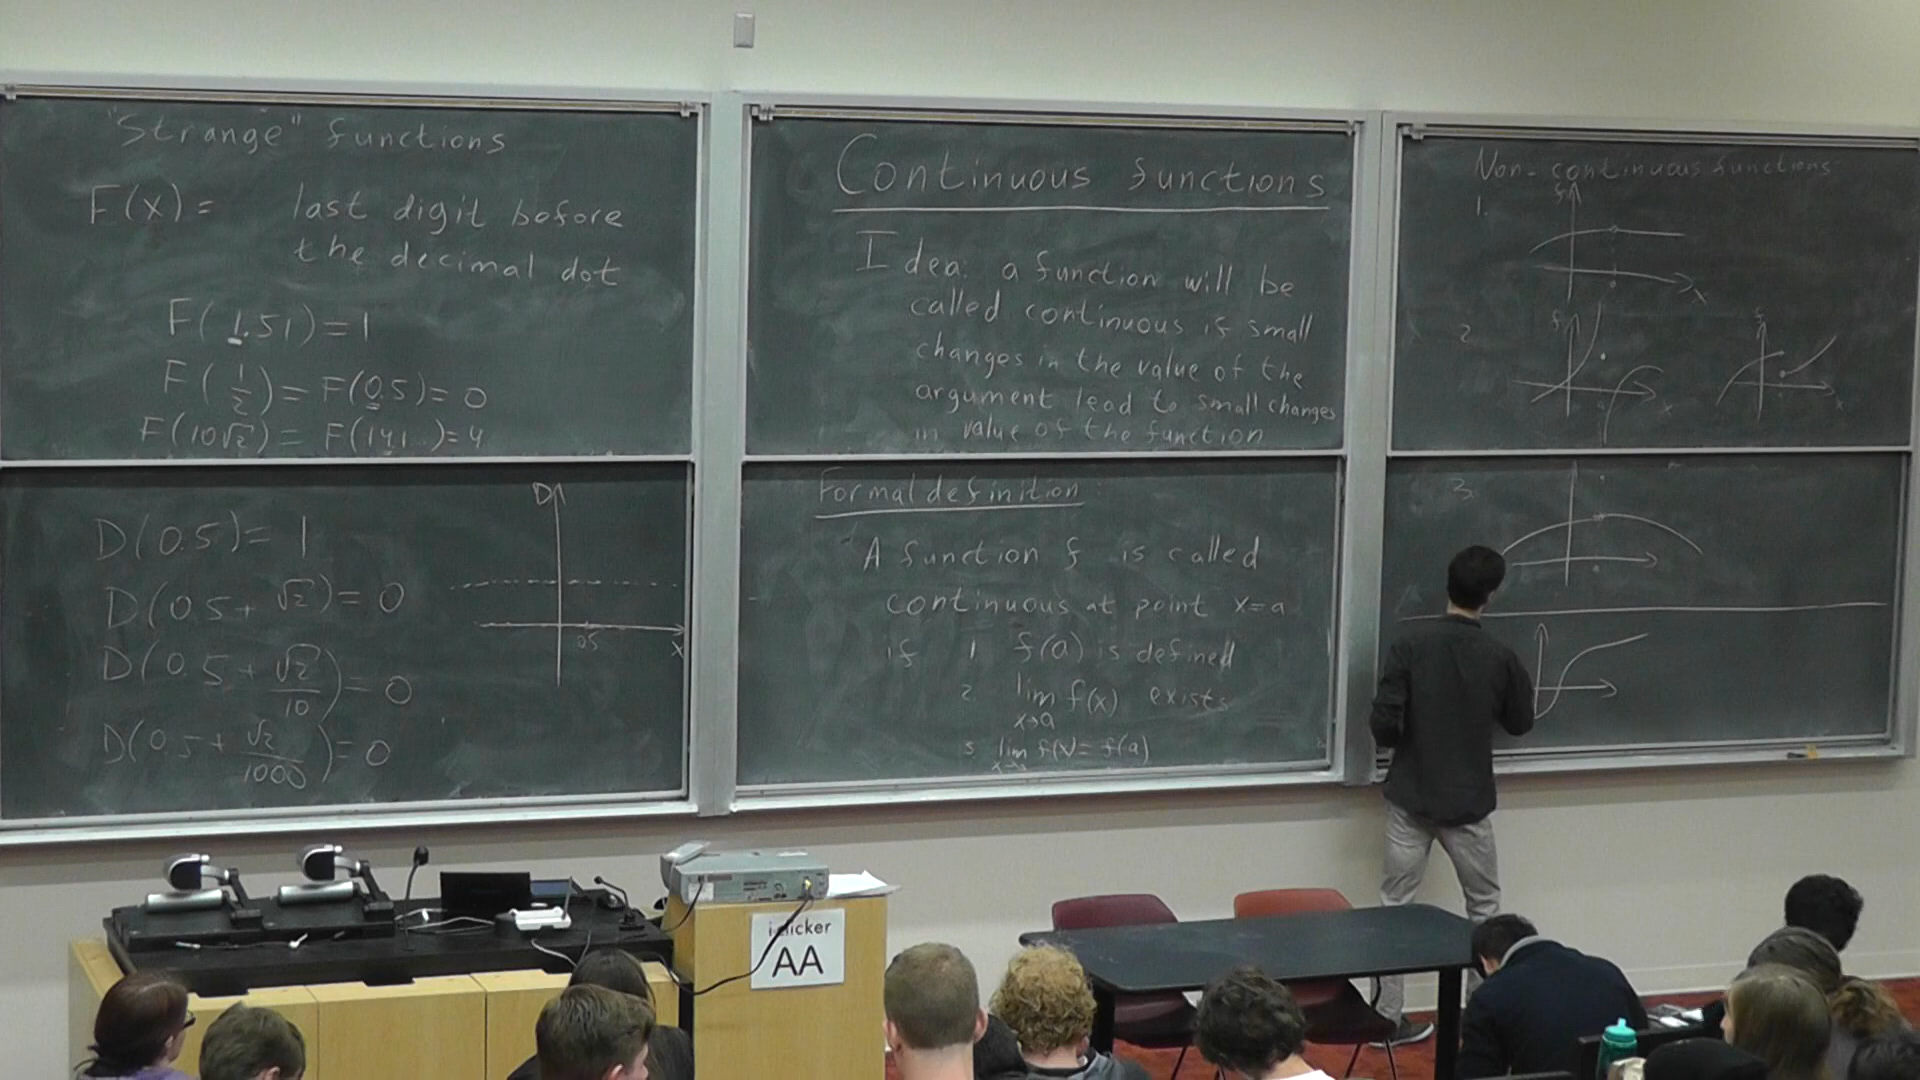 "Strange" functions
F(x) = last digit before
the decimal dot
F(1.51) = 1
F(1/2) = F(0.5) = 0
F(10√2) = F(14.1...) = 4
D(0.5) = 1
D(0.5 + √2) = 0
D(0.5 + √2/10) = 0
D(0.5 + √2/1000) = 0
D
0.5
x
Continuous functions
Idea: a function will be
called continuous if small
changes in the value of the
argument lead to small changes
in value of the function
Formal definition:
A function f is called
continuous at point x=a
if 1. f(a) is defined
2. lim x→a f(x) exists
3. lim x→a f(x) = f(a)
Non-continuous functions
1.
f
x
2.
f
x
f
x
3.
i clicker
AA